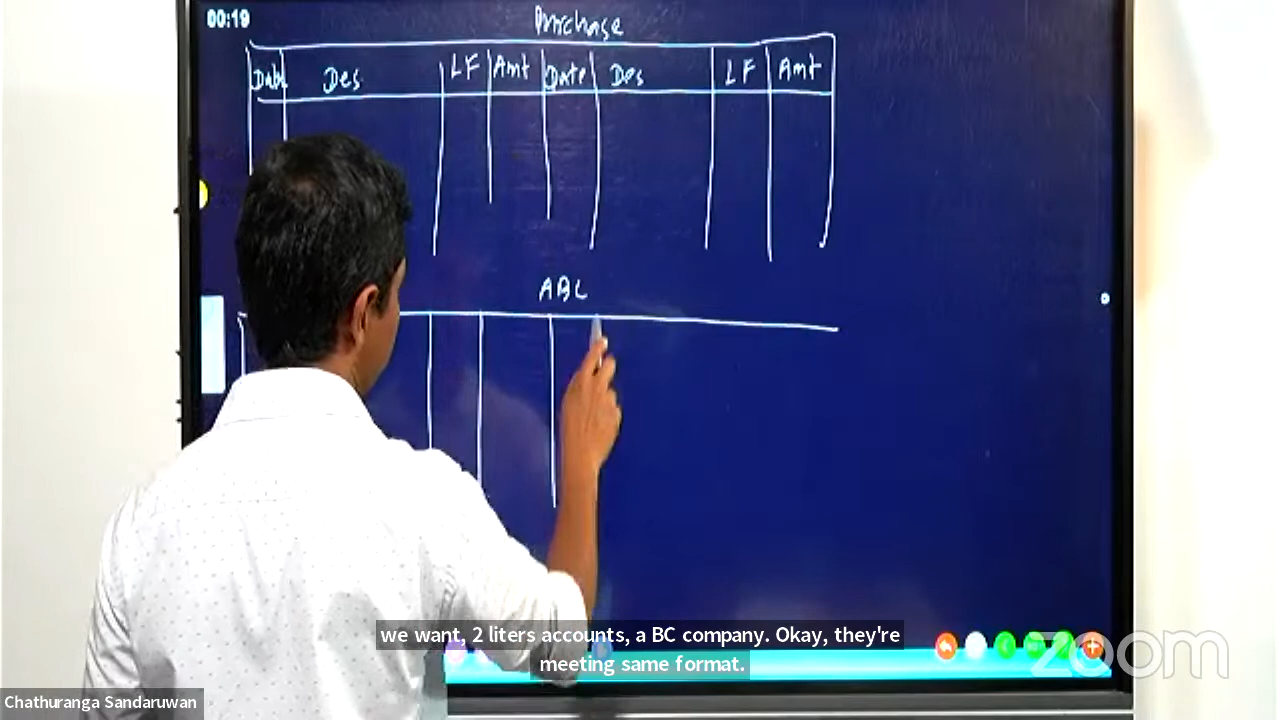 00:19
Purchase
Date Des LF Amt Date Des LF Amt
ABC
we want, 2 liters accounts, a BC company. Okay, they're
meeting same format.
zoom
Chathuranga Sandaruwan